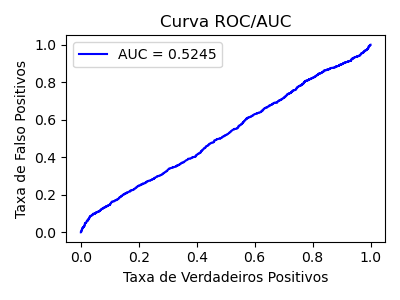 Curva ROC/AUC
AUC = 0.5245
Taxa de Falso Positivos
1.0
0.8
0.6
0.4
0.2
0.0
0.0 0.2 0.4 0.6 0.8 1.0
Taxa de Verdadeiros Positivos